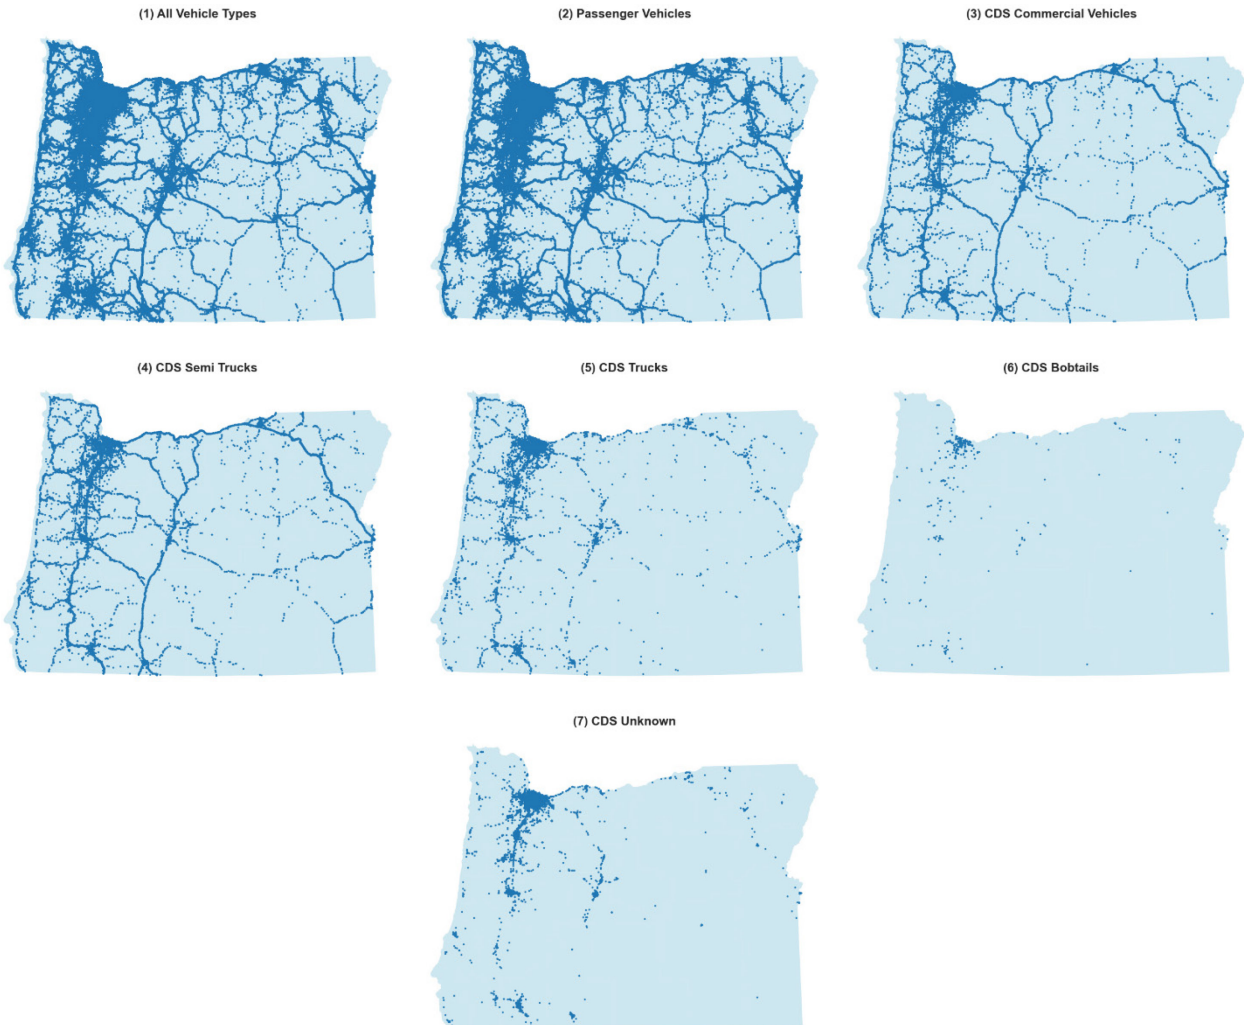 (1) All Vehicle Types
(2) Passenger Vehicles
(3) CDS Commercial Vehicles
(4) CDS Semi Trucks
(5) CDS Trucks
(6) CDS Bobtails
(7) CDS Unknown